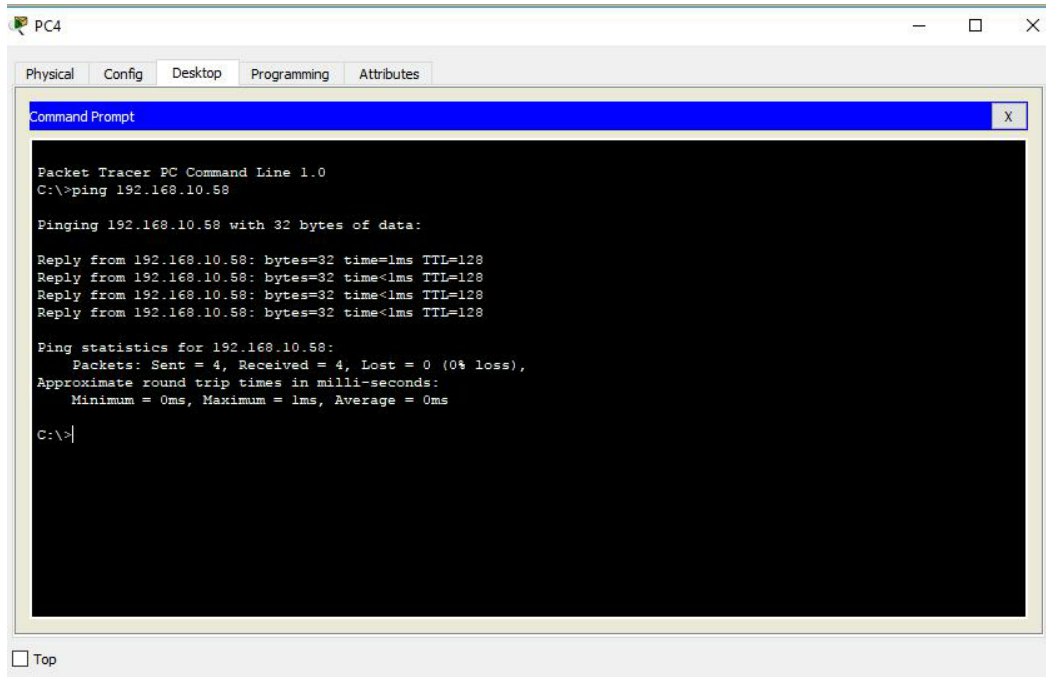 PC4
Physical Config Desktop Programming Attributes
Command Prompt
X
Packet Tracer PC Command Line 1.0
C:\>ping 192.168.10.58
Pinging 192.168.10.58 with 32 bytes of data:
Reply from 192.168.10.58: bytes=32 time=1ms TTL=128
Reply from 192.168.10.58: bytes=32 time<1ms TTL=128
Reply from 192.168.10.58: bytes=32 time<1ms TTL=128
Reply from 192.168.10.58: bytes=32 time<1ms TTL=128
Ping statistics for 192.168.10.58:
Packets: Sent = 4, Received = 4, Lost = 0 (0% loss),
Approximate round trip times in milli-seconds:
Minimum = 0ms, Maximum = 1ms, Average = 0ms
C:\>
Top